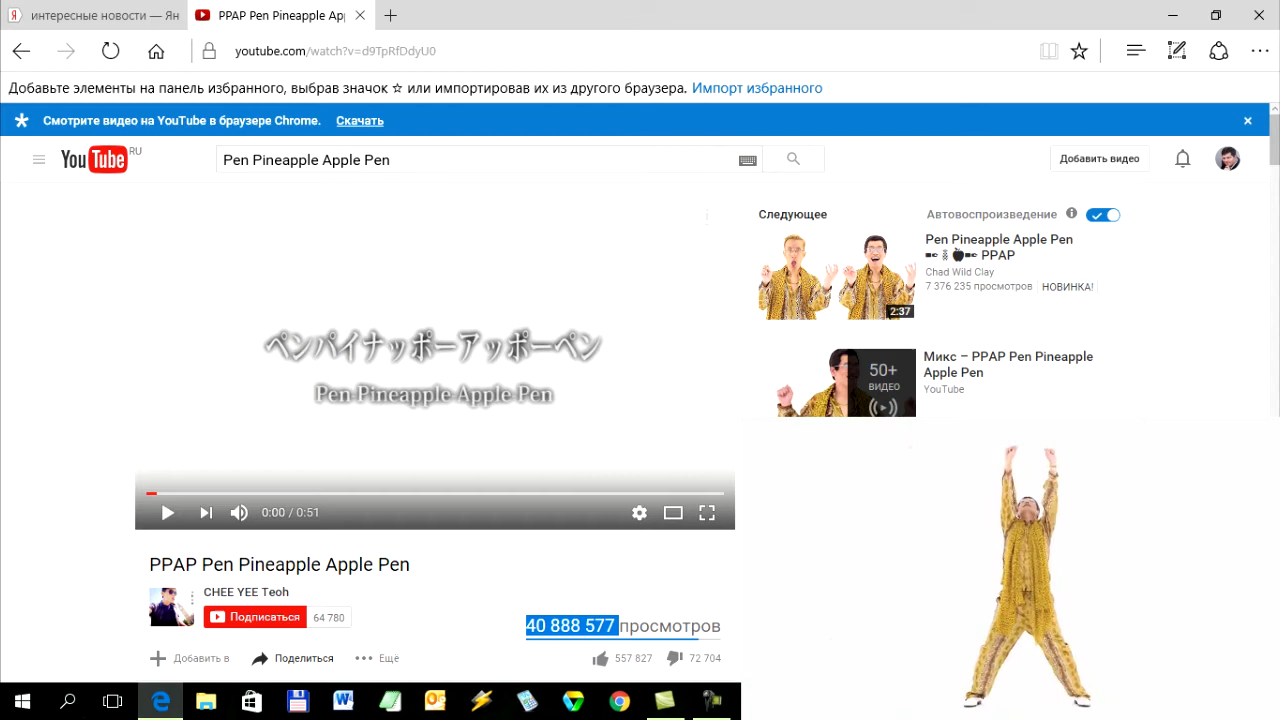 интересные новости — Ян
PPAP Pen Pineapple Ap
youtube.com/watch?v=d9TpRfDdyU0
Добавьте элементы на панель избранного, выбрав значок ☆ или импортировав их из другого браузера. Импорт избранного
Смотрите видео на YouTube в браузере Chrome. Скачать
YouTube RU
Pen Pineapple Apple Pen
Добавить видео
ペンパイナッポーアッポーペン
Pen-Pineapple-Apple-Pen
0:00 / 0:51
PPAP Pen Pineapple Apple Pen
CHEE YEE Teoh
Подписаться 64 780
40 888 577 просмотров
Добавить в Поделиться Ещё
557 827 72 704
Следующее
Автовоспроизведение
Pen Pineapple Apple Pen
PPAP
Chad Wild Clay
7 376 235 просмотров НОВИНКА!
2:37
Микс – PPAP Pen Pineapple
Apple Pen
YouTube
50+
ВИДЕО